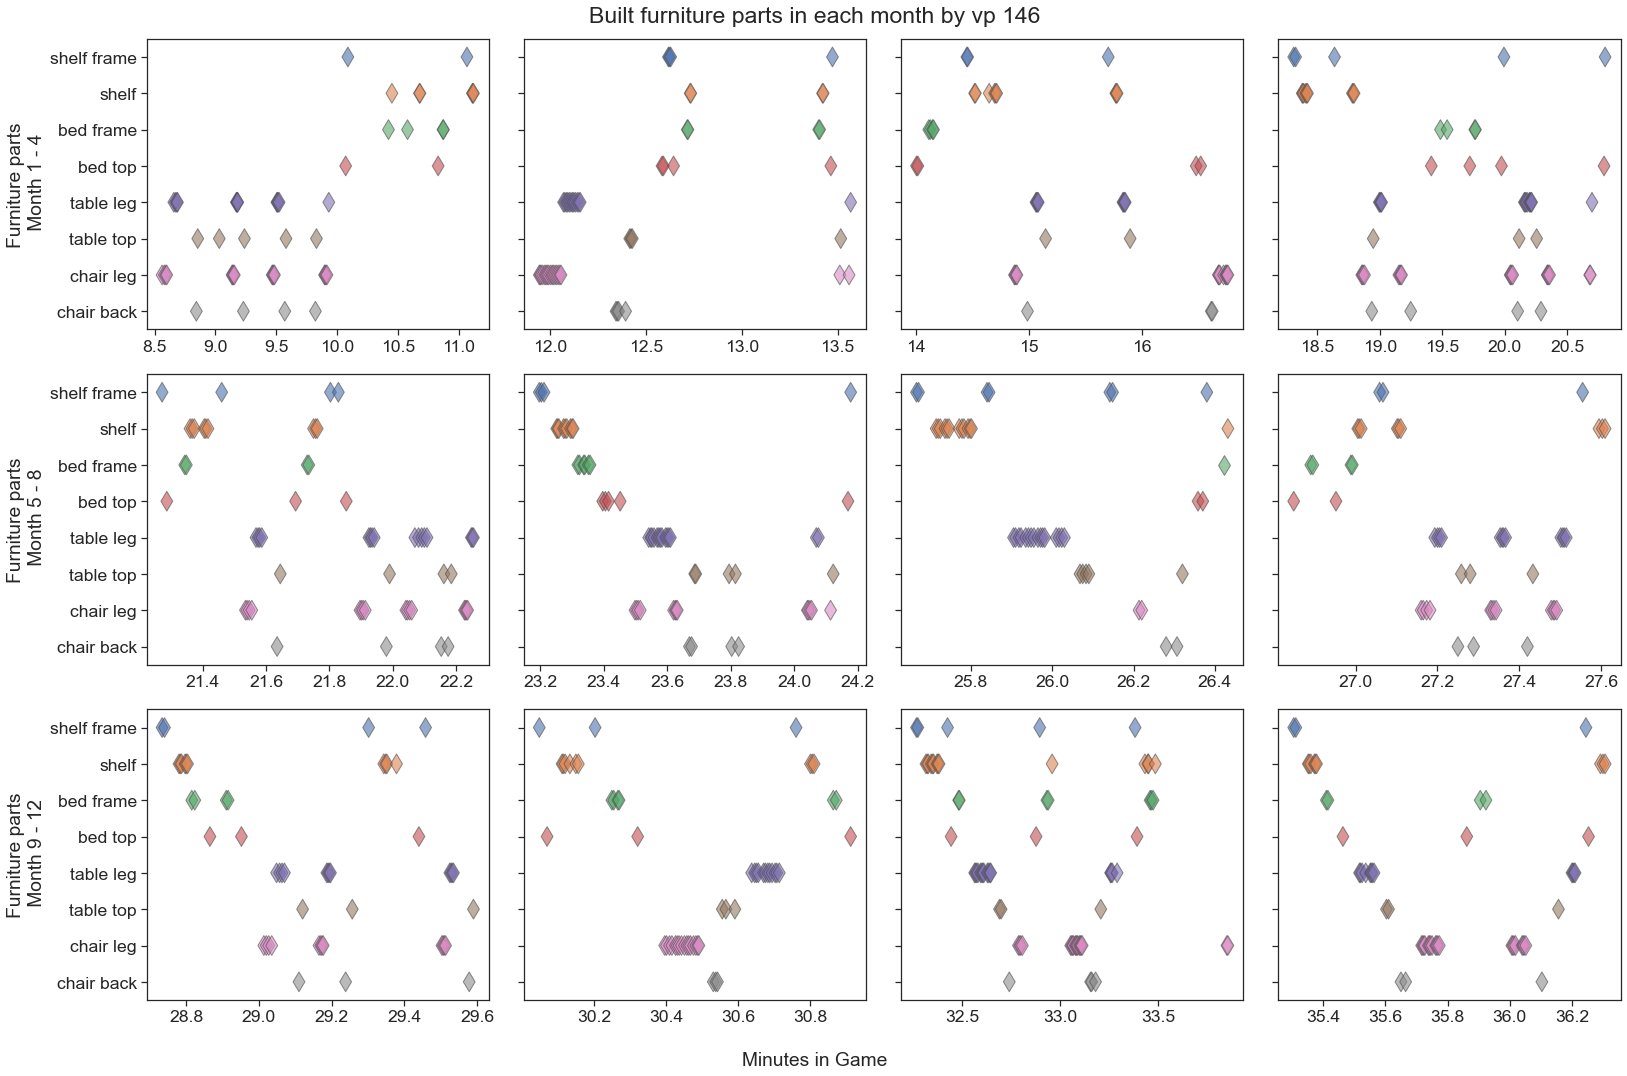 Built furniture parts in each month by vp 146
Furniture parts
Month 1 - 4
shelf frame
shelf
bed frame
bed top
table leg
table top
chair leg
chair back
8.5 9.0 9.5 10.0 10.5 11.0
12.0 12.5 13.0 13.5
14 15 16
18.5 19.0 19.5 20.0 20.5
Furniture parts
Month 5 - 8
shelf frame
shelf
bed frame
bed top
table leg
table top
chair leg
chair back
21.4 21.6 21.8 22.0 22.2
23.2 23.4 23.6 23.8 24.0 24.2
25.8 26.0 26.2 26.4
27.0 27.2 27.4 27.6
Furniture parts
Month 9 - 12
shelf frame
shelf
bed frame
bed top
table leg
table top
chair leg
chair back
28.8 29.0 29.2 29.4 29.6
30.2 30.4 30.6 30.8
32.5 33.0 33.5
35.4 35.6 35.8 36.0 36.2
Minutes in Game